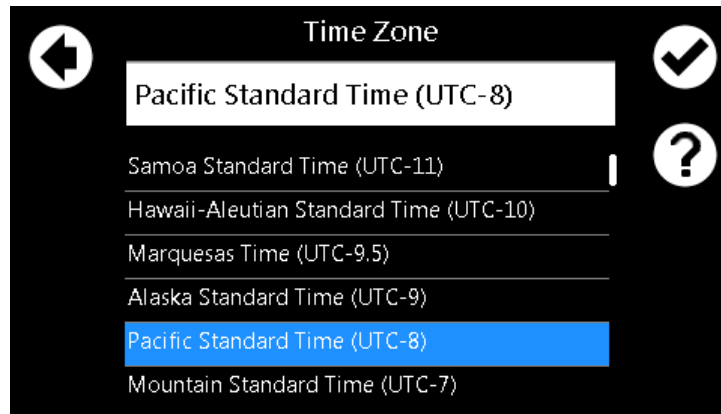 Time Zone
Pacific Standard Time (UTC-8)
Samoa Standard Time (UTC-11)
Hawaii-Aleutian Standard Time (UTC-10)
Marquesas Time (UTC-9.5)
Alaska Standard Time (UTC-9)
Pacific Standard Time (UTC-8)
Mountain Standard Time (UTC-7)
?